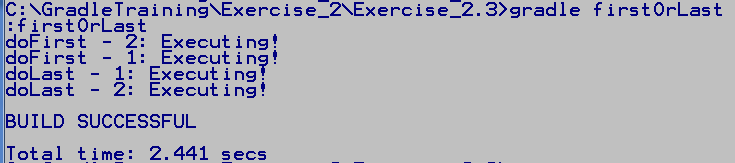 C:\GradleTraining\Exercise_2\Exercise_2.3>gradle firstOrLast
:firstOrLast
doFirst - 2: Executing!
doFirst - 1: Executing!
doLast - 1: Executing!
doLast - 2: Executing!
BUILD SUCCESSFUL
Total time: 2.441 secs